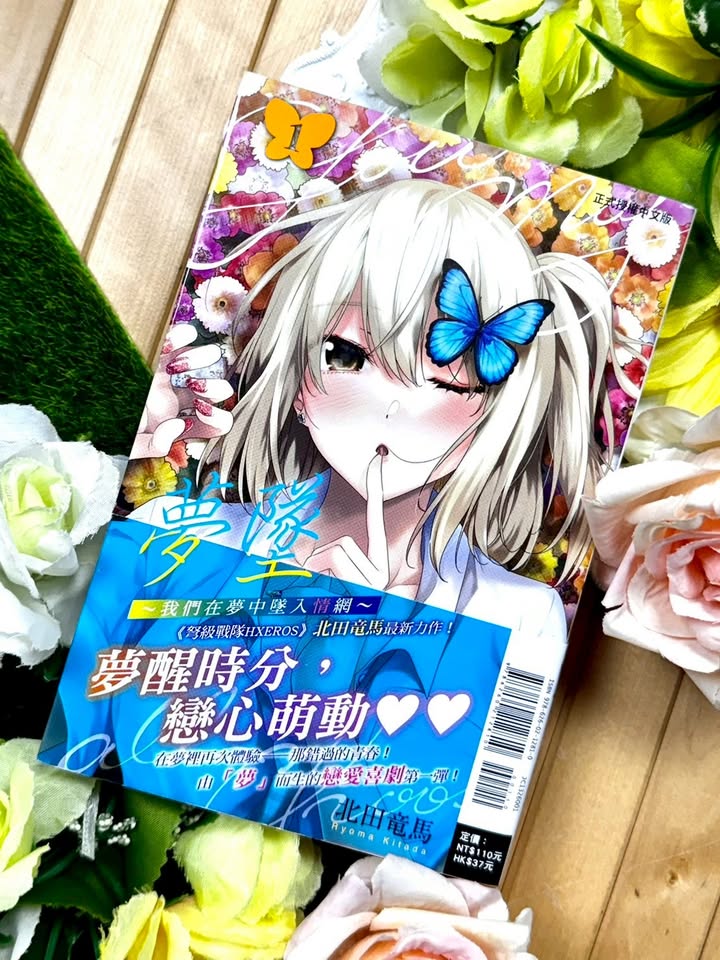 1
正式授權中文版
夢墜
～我們在夢中墜入情網～
《弩級戰隊HXEROS》北田竜馬最新力作！
夢醒時分，
戀心萌動♥♥
在夢裡再次體驗──那錯過的青春！
由「夢」而生的戀愛喜劇第一彈！
北田竜馬
Ryoma Kitada
定價：
NT$110元
HK$37元